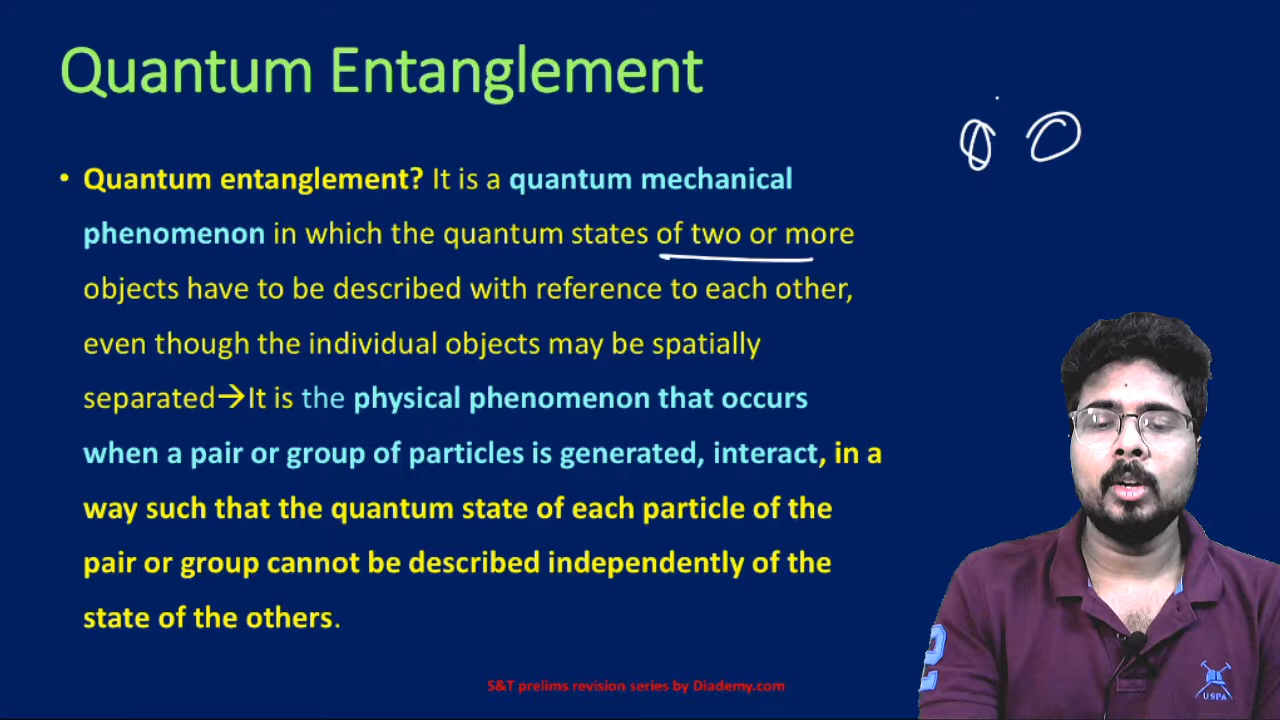 Quantum Entanglement
• Quantum entanglement? It is a quantum mechanical
phenomenon in which the quantum states of two or more
objects have to be described with reference to each other,
even though the individual objects may be spatially
separated→It is the physical phenomenon that occurs
when a pair or group of particles is generated, interact, in a
way such that the quantum state of each particle of the
pair or group cannot be described independently of the
state of the others.
2
USPA
S&T prelims revision series by Diademy.com